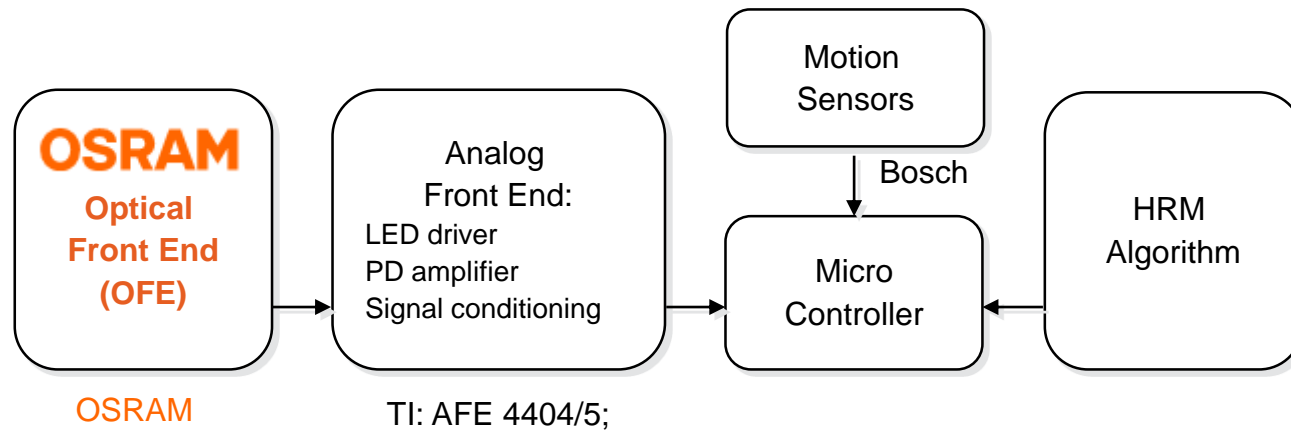 OSRAM
Optical
Front End
(OFE)
OSRAM
Analog
Front End:
LED driver
PD amplifier
Signal conditioning
TI: AFE 4404/5;
Motion
Sensors
Bosch
Micro
Controller
HRM
Algorithm